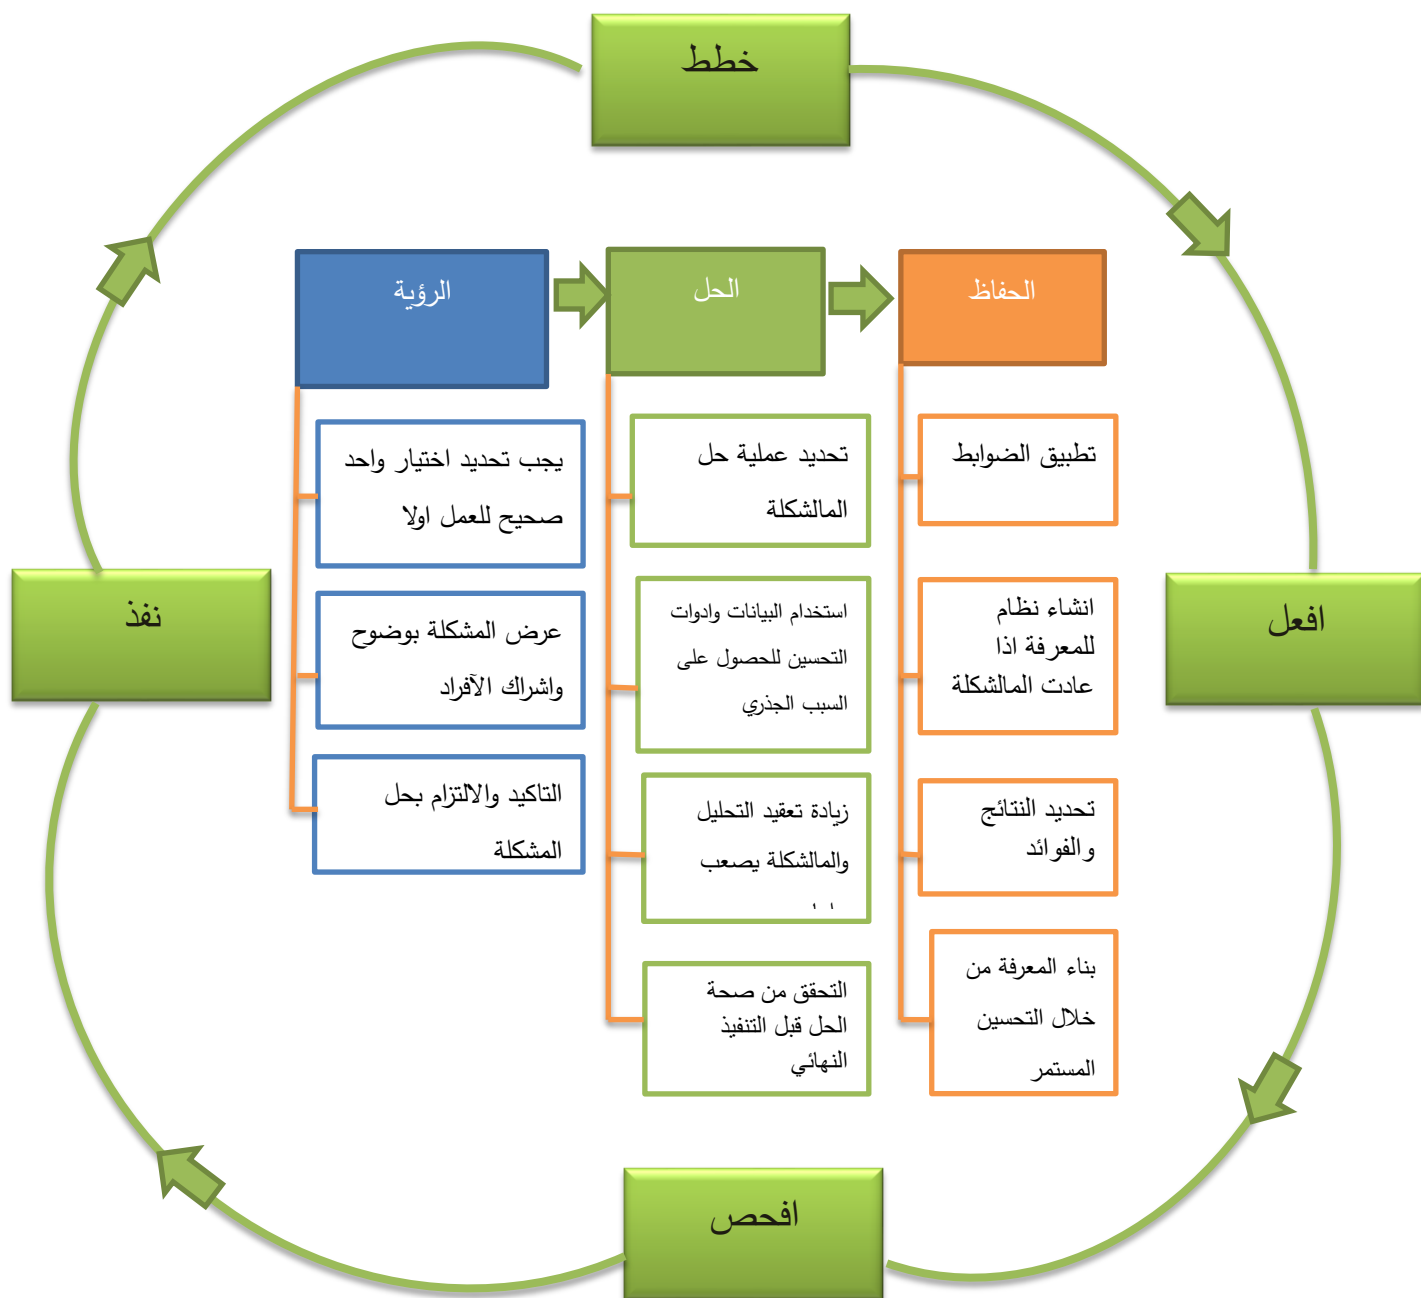 خطط
الرؤية
الحل
الحفاظ
يجب تحديد اختيار واحد
صحيح للعمل اولا
عرض المشكلة بوضوح
واشراك الآفراد
التاكيد والالتزام بحل
المشكلة
تحديد عملية حل
المالشكلة
استخدام البيانات وادوات
التحسين للحصول على
السبب الجذري
زيادة تعقيد التحليل
والمالشكلة يصعب
التحقق من صحة
الحل قبل التنفيذ
النهائي
تطبيق الضوابط
انشاء نظام
للمعرفة اذا
عادت المالشكلة
تحديد النتائج
والفوائد
بناء المعرفة من
خلال التحسين
المستمر
افعل
افحص
نفذ